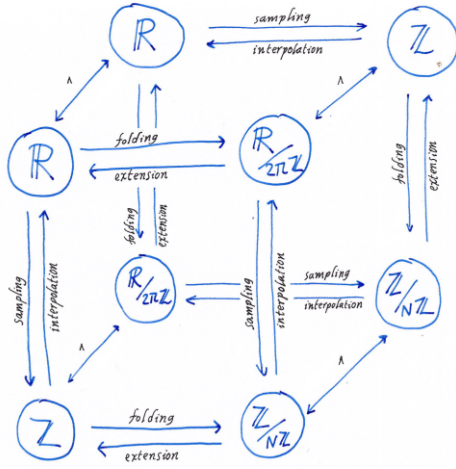 sampling
ℝ
ℤ
interpolation
^
^
folding
ℝ
ℝ/2πℤ
extension
folding
extension
folding
extension
sampling
interpolation
sampling
ℝ/2πℤ
interpolation
ℤ/Nℤ
sampling
interpolation
^
^
folding
ℤ
ℤ/Nℤ
extension